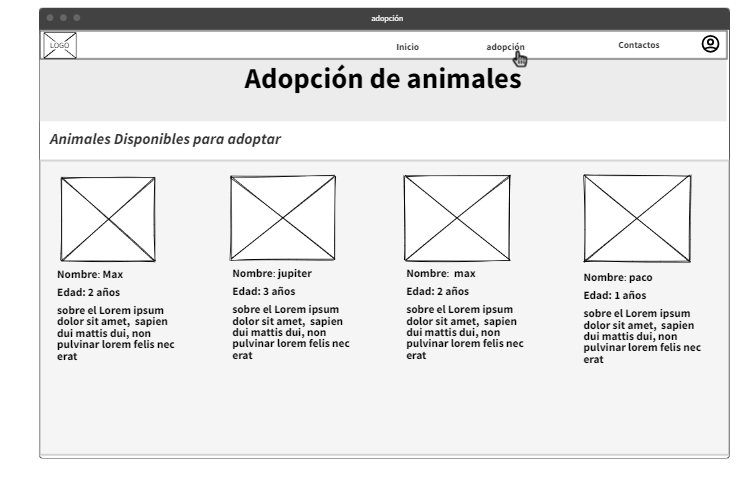 adopción
LOGO
Inicio
adopción
Contactos
Adopción de animales
Animales Disponibles para adoptar
Nombre: Max
Edad: 2 años
sobre el Lorem ipsum
dolor sit amet, sapien
dui mattis dui, non
pulvinar lorem felis nec
erat
Nombre: jupiter
Edad: 3 años
sobre el Lorem ipsum
dolor sit amet, sapien
dui mattis dui, non
pulvinar lorem felis nec
erat
Nombre: max
Edad: 2 años
sobre el Lorem ipsum
dolor sit amet, sapien
dui mattis dui, non
pulvinar lorem felis nec
erat
Nombre: paco
Edad: 1 años
sobre el Lorem ipsum
dolor sit amet, sapien
dui mattis dui, non
pulvinar lorem felis nec
erat